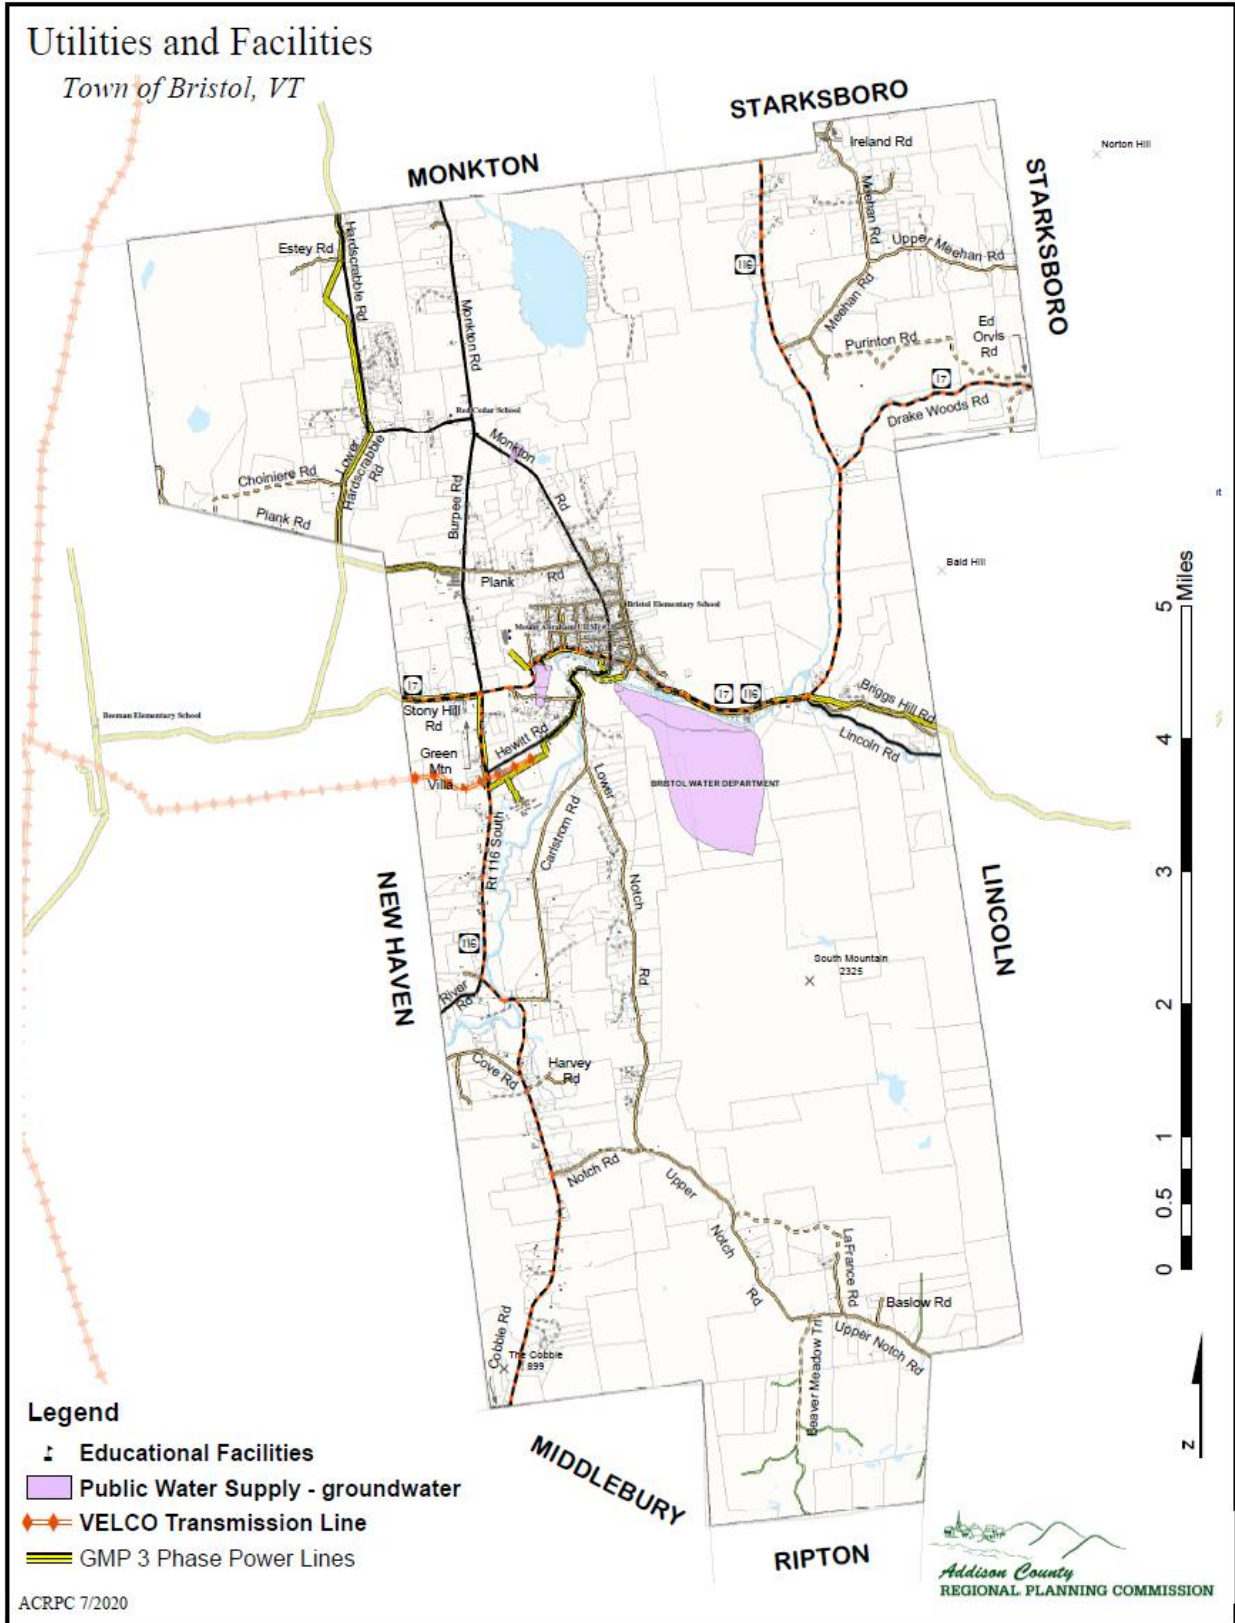 Utilities and Facilities
Town of Bristol, VT
STARKSBORO
MONKTON
STARKSBORO
Ireland Rd
Norton Hill
Meehan Rd
Upper Meehan Rd
Estey Rd
Hardscrabble Rd
116
Meehan Rd
Monkton Rd
Ed
Orvis
Rd
Purinton Rd
17
Drake Woods Rd
Red Cedar School
Monkton
Rd
Lower
Hardscrabble
Rd
Choiniere Rd
Plank Rd
Burpee Rd
Bald Hill
Plank
Rd
Bristol Elementary School
5
Miles
17
Stony Hill
Rd
17
116
Briggs Hill Rd
Lincoln Rd
Beeman Elementary School
Hewitt Rd
Green
Mtn
Villa
4
BRISTOL WATER DEPARTMENT
Lower
Notch
Rd
Carlstrom Rd
Rt 116 South
3
NEW HAVEN
LINCOLN
116
South Mountain
2325
River
Rd
2
Cove Rd
Harvey
Rd
1
Notch Rd
Upper
Notch
Rd
0.5
LaFrance Rd
0
Baslow Rd
Upper Notch Rd
Cobble Rd
The Cobble
899
Beaver Meadow Trl
MIDDLEBURY
RIPTON
Z
Legend
Educational Facilities
Public Water Supply - groundwater
VELCO Transmission Line
GMP 3 Phase Power Lines
ACRPC 7/2020
Addison County
REGIONAL PLANNING COMMISSION